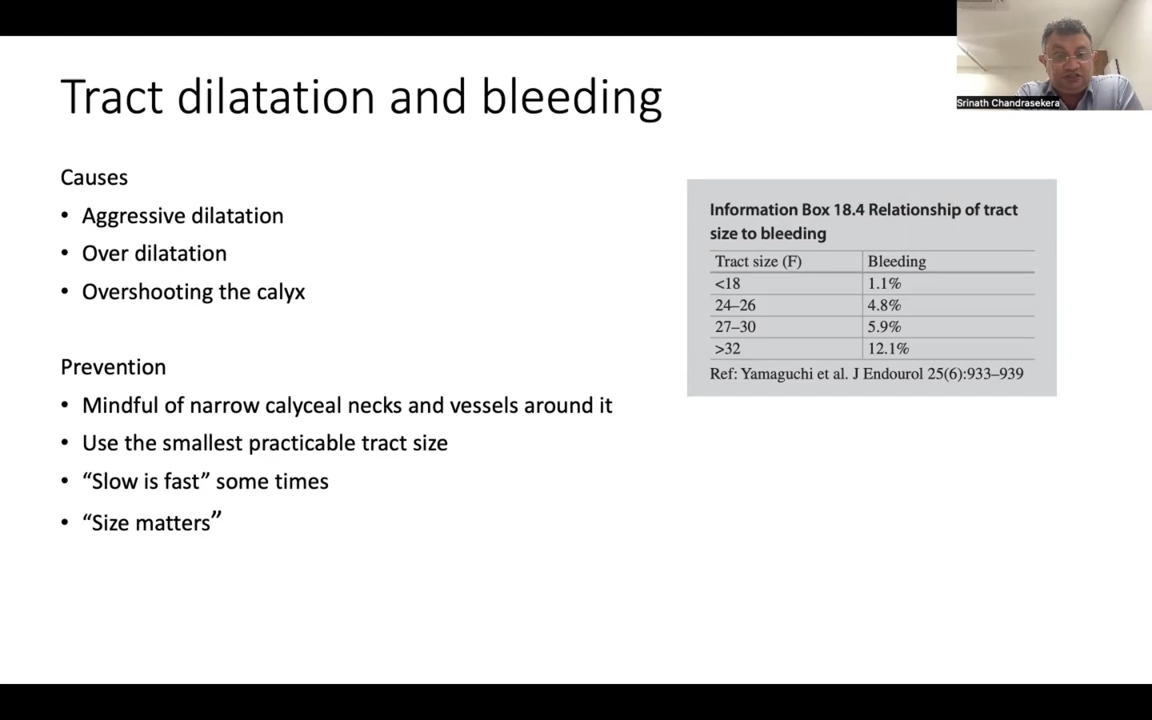 Tract dilatation and bleeding
Srinath Chandrasekera
Causes
• Aggressive dilatation
• Over dilatation
• Overshooting the calyx
Prevention
• Mindful of narrow calyceal necks and vessels around it
• Use the smallest practicable tract size
• “Slow is fast” some times
• “Size matters”
Information Box 18.4 Relationship of tract
size to bleeding
Tract size (F) Bleeding
<18 1.1%
24–26 4.8%
27–30 5.9%
>32 12.1%
Ref: Yamaguchi et al. J Endourol 25(6):933–939